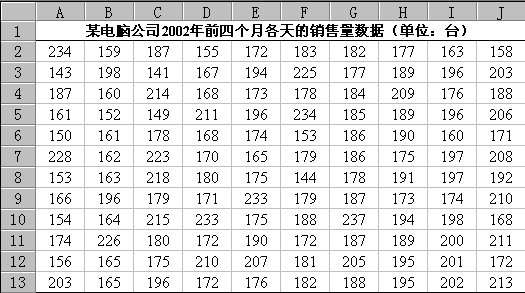 A B C D E F G H I J
1 某电脑公司2002年前四个月各天的销售量数据（单位：台）
2 234 159 187 155 172 183 182 177 163 158
3 143 198 141 167 194 225 177 189 196 203
4 187 160 214 168 173 178 184 209 176 188
5 161 152 149 211 196 234 185 189 196 206
6 150 161 178 168 174 153 186 190 160 171
7 228 162 223 170 165 179 186 175 197 208
8 153 163 218 180 175 144 178 191 197 192
9 166 196 179 171 233 179 187 173 174 210
10 154 164 215 233 175 188 237 194 198 168
11 174 226 180 172 190 172 187 189 200 211
12 156 165 175 210 207 181 205 195 201 172
13 203 165 196 172 176 182 188 195 202 213